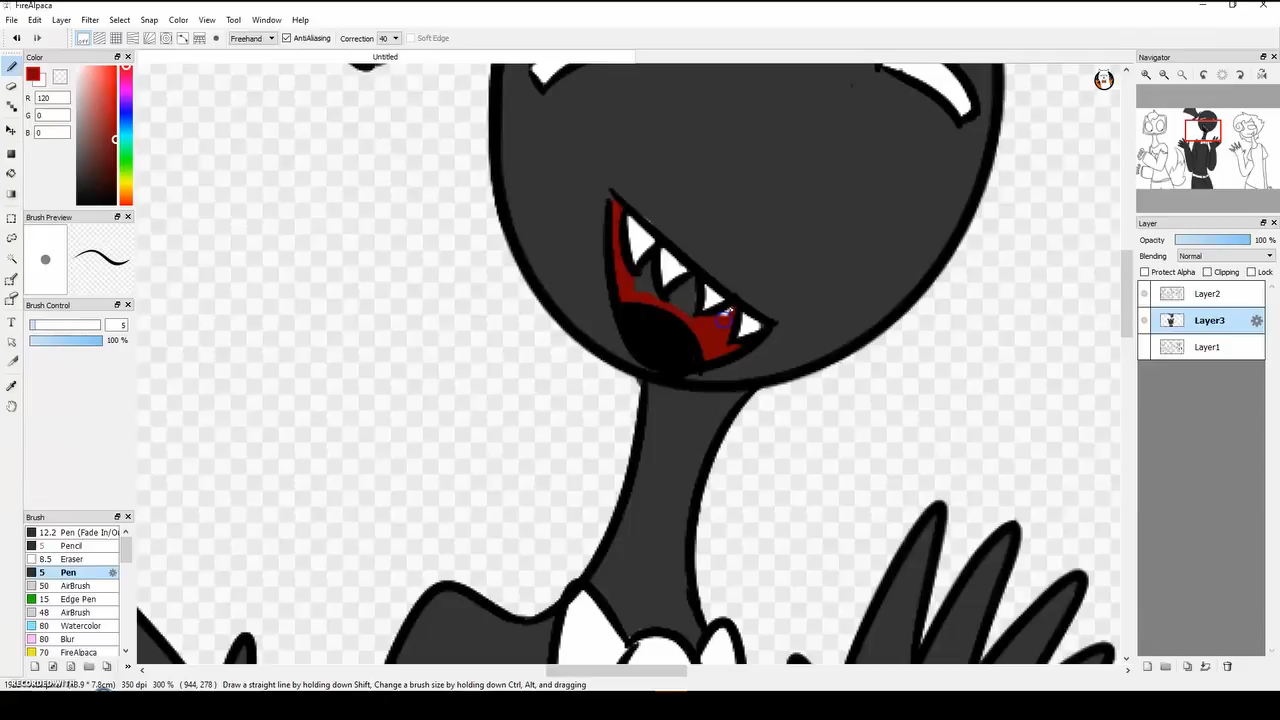 FireAlpaca
File Edit Layer Filter Select Snap Color View Tool Window Help
Freehand AntiAliasing Correction 40 Soft Edge
Untitled
Color
R 120
G 0
B 0
Brush Preview
Brush Control
5
100 %
Brush
12.2 Pen (Fade In/O
5 Pencil
8.5 Eraser
5 Pen
50 AirBrush
15 Edge Pen
48 AirBrush
80 Watercolor
80 Blur
70 FireAlpaca
Navigator
Layer
Opacity 100 %
Blending Normal
Protect Alpha Clipping Lock
Layer2
Layer3
Layer1
RECORDED WITH
7.8cm) 350 dpi 300 % ( 944, 278 ) Draw a straight line by holding down Shift, Change a brush size by holding down Ctrl, Alt, and dragging